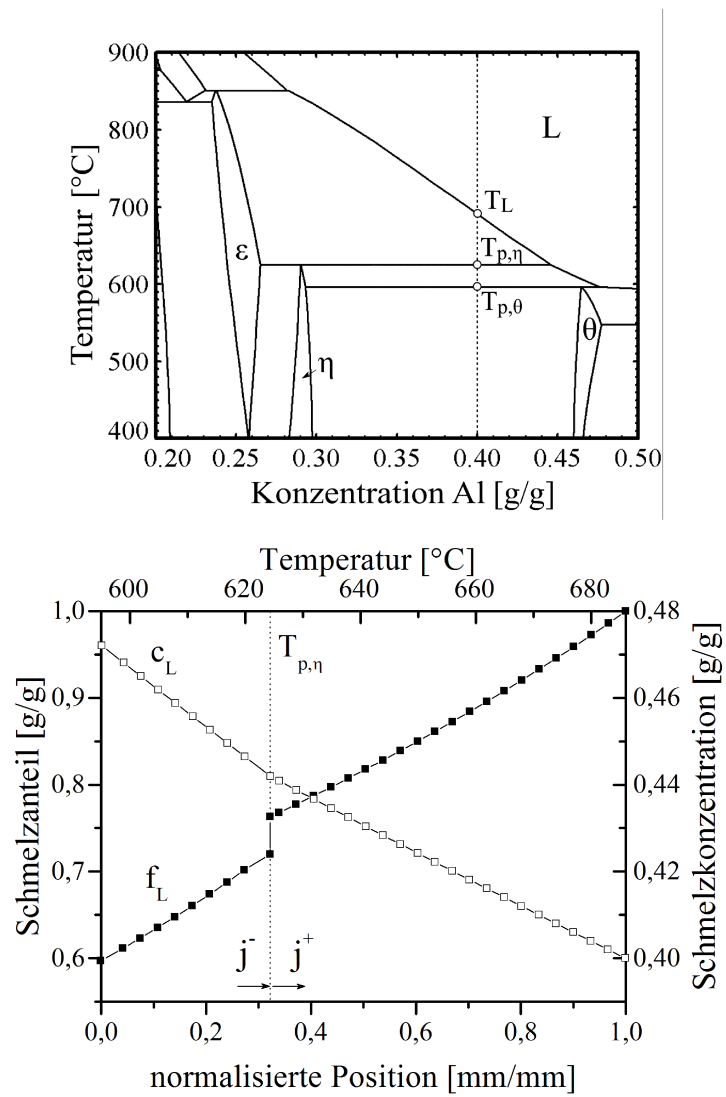 900
800
700
600
500
400
Temperatur [°C]
L
T_L
T_p,η
T_p,θ
ε
η
θ
0.20 0.25 0.30 0.35 0.40 0.45 0.50
Konzentration Al [g/g]
Temperatur [°C]
600 620 640 660 680
1,0
0,9
0,8
0,7
0,6
Schmelzanteil [g/g]
c_L
T_p,η
f_L
j⁻ j⁺
0,48
0,46
0,44
0,42
0,40
Schmelzkonzentration [g/g]
0,0 0,2 0,4 0,6 0,8 1,0
normalisierte Position [mm/mm]